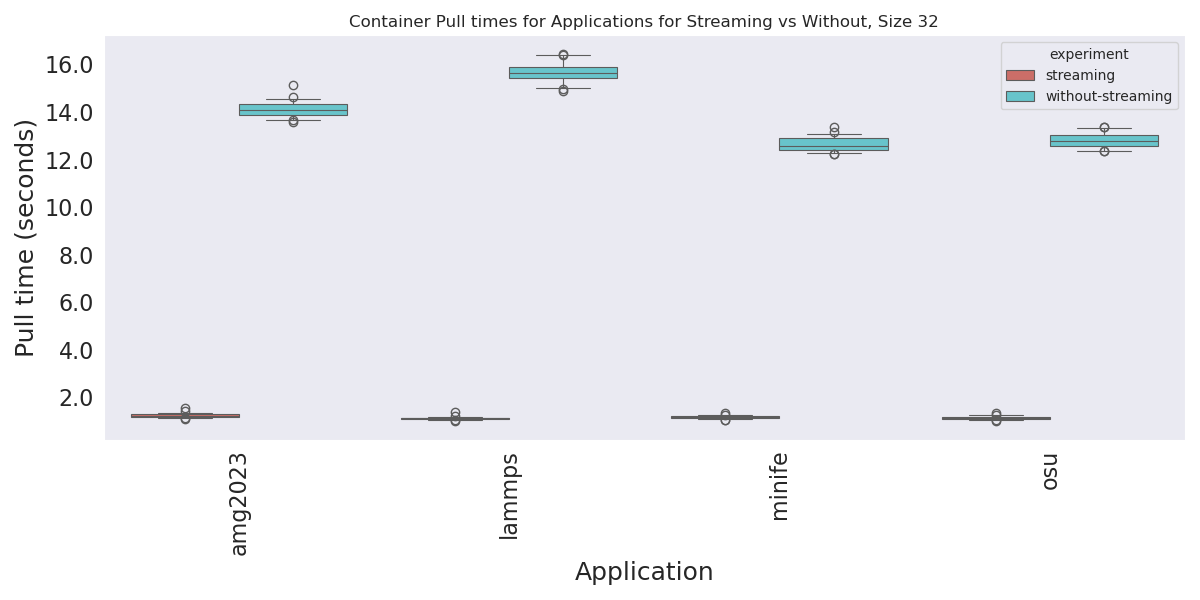 Container Pull times for Applications for Streaming vs Without, Size 32
Pull time (seconds)
16.0
14.0
12.0
10.0
8.0
6.0
4.0
2.0
experiment
streaming
without-streaming
amg2023
lammps
minife
osu
Application